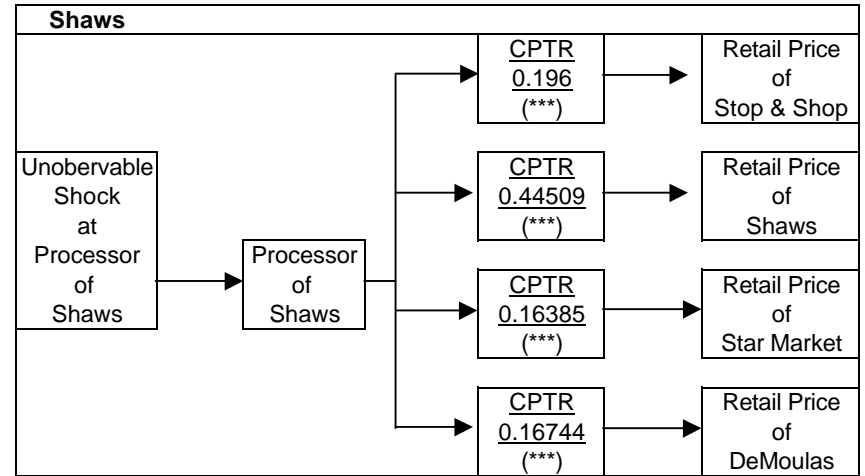 Shaws
Unobervable
Shock
at
Processor
of
Shaws
Processor
of
Shaws
CPTR
0.196
(***)
Retail Price
of
Stop & Shop
CPTR
0.44509
(***)
Retail Price
of
Shaws
CPTR
0.16385
(***)
Retail Price
of
Star Market
CPTR
0.16744
(***)
Retail Price
of
DeMoulas